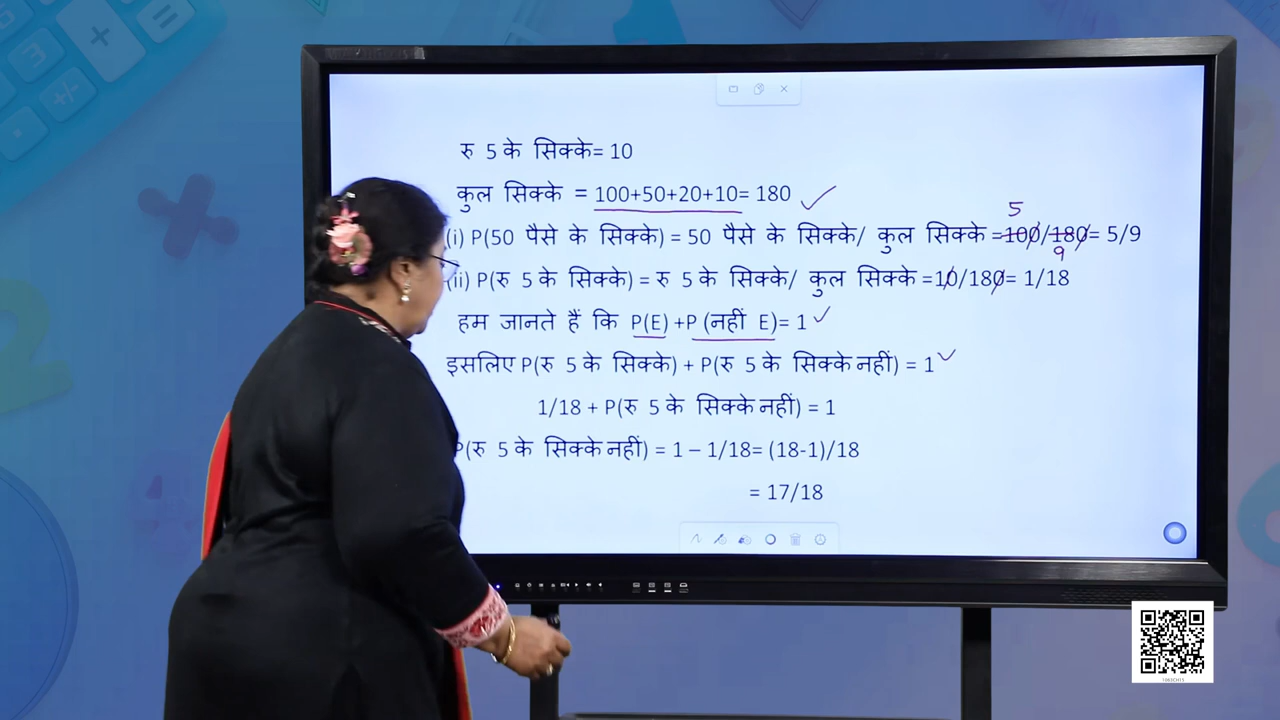 रु 5 के सिक्के= 10
कुल सिक्के = 100+50+20+10= 180
5
(i) P(50 पैसे के सिक्के) = 50 पैसे के सिक्के/ कुल सिक्के =100/180= 5/9
9
(ii) P(रु 5 के सिक्के) = रु 5 के सिक्के/ कुल सिक्के =10/180= 1/18
हम जानते हैं कि P(E) +P (नहीं E)= 1
इसलिए P(रु 5 के सिक्के) + P(रु 5 के सिक्के नहीं) = 1
1/18 + P(रु 5 के सिक्के नहीं) = 1
P(रु 5 के सिक्के नहीं) = 1 – 1/18= (18-1)/18
= 17/18